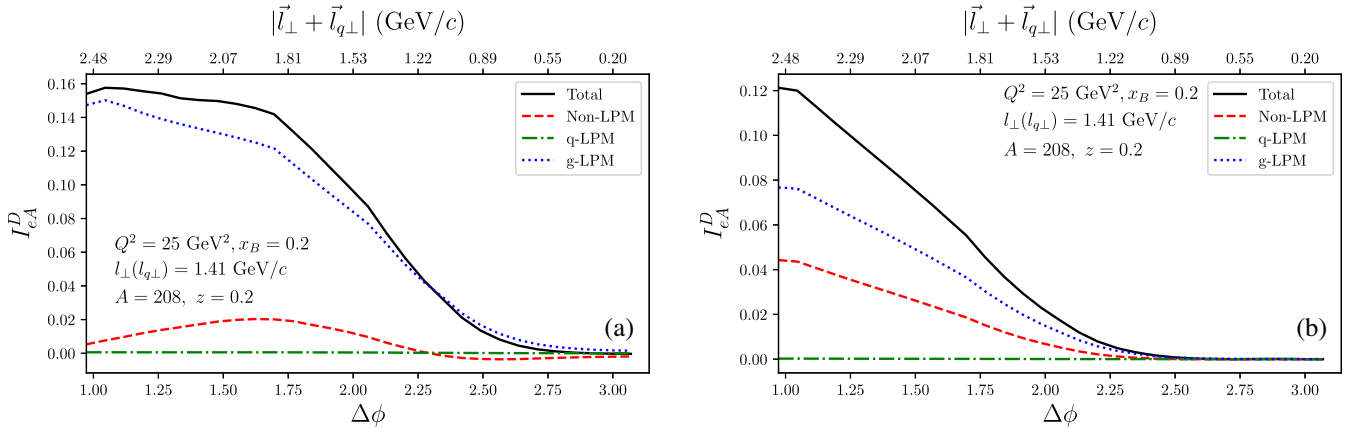 |l⃗⊥ + l⃗q⊥| (GeV/c)
2.48 2.29 2.07 1.81 1.53 1.22 0.89 0.55 0.20
0.16
0.14
0.12
0.10
0.08
0.06
0.04
0.02
0.00
I^D_eA
Total
Non-LPM
q-LPM
g-LPM
Q² = 25 GeV², x_B = 0.2
l⊥(lq⊥) = 1.41 GeV/c
A = 208, z = 0.2
(a)
1.00 1.25 1.50 1.75 2.00 2.25 2.50 2.75 3.00
Δϕ
|l⃗⊥ + l⃗q⊥| (GeV/c)
2.48 2.29 2.07 1.81 1.53 1.22 0.89 0.55 0.20
0.12
0.10
0.08
0.06
0.04
0.02
0.00
I^D_eA
Q² = 25 GeV², x_B = 0.2
l⊥(lq⊥) = 1.41 GeV/c
A = 208, z = 0.2
Total
Non-LPM
q-LPM
g-LPM
(b)
1.00 1.25 1.50 1.75 2.00 2.25 2.50 2.75 3.00
Δϕ